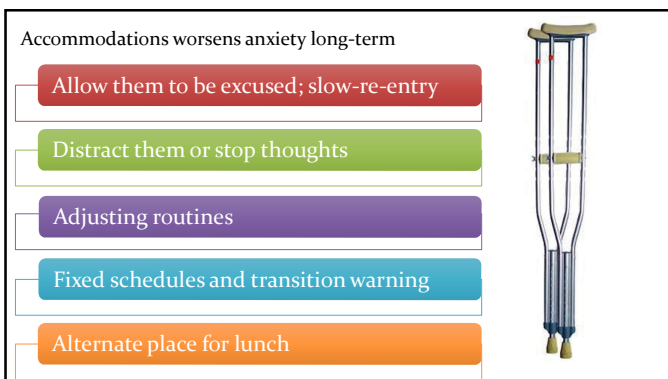 Accommodations worsens anxiety long-term
Allow them to be excused; slow-re-entry
Distract them or stop thoughts
Adjusting routines
Fixed schedules and transition warning
Alternate place for lunch